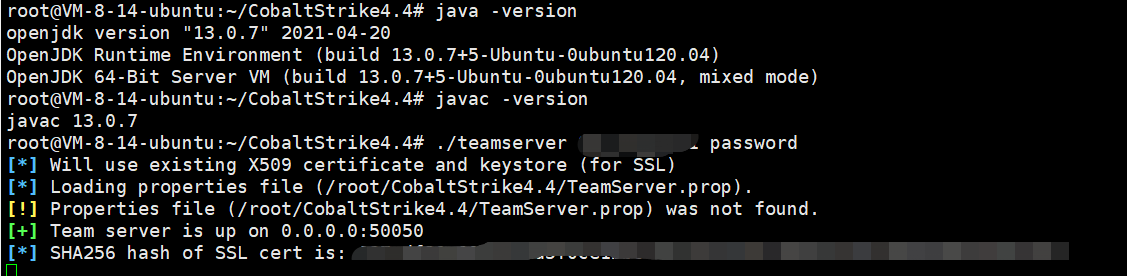 root@VM-8-14-ubuntu:~/CobaltStrike4.4# java -version
openjdk version "13.0.7" 2021-04-20
OpenJDK Runtime Environment (build 13.0.7+5-Ubuntu-0ubuntu120.04)
OpenJDK 64-Bit Server VM (build 13.0.7+5-Ubuntu-0ubuntu120.04, mixed mode)
root@VM-8-14-ubuntu:~/CobaltStrike4.4# javac -version
javac 13.0.7
root@VM-8-14-ubuntu:~/CobaltStrike4.4# ./teamserver password
[*] Will use existing X509 certificate and keystore (for SSL)
[*] Loading properties file (/root/CobaltStrike4.4/TeamServer.prop).
[!] Properties file (/root/CobaltStrike4.4/TeamServer.prop) was not found.
[+] Team server is up on 0.0.0.0:50050
[*] SHA256 hash of SSL cert is: